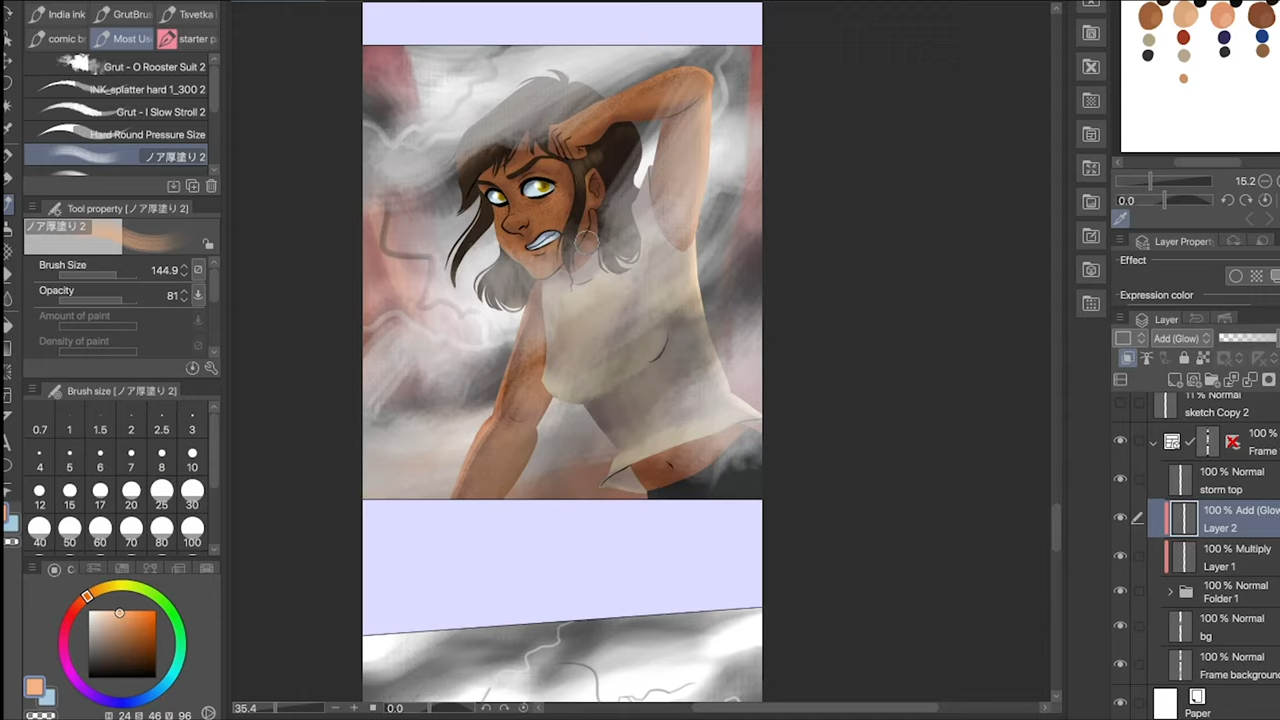 India ink
GrutBrus
Tsvetka
comic br
Most Us
starter p
Grut - O Rooster Suit 2
INK_splatter hard 1_300 2
Grut - I Slow Stroll 2
Hard Round Pressure Size
ノア厚塗り 2
Tool property [ノア厚塗り 2]
ノア厚塗り 2
Brush Size
144.9
Opacity
81
Amount of paint
Density of paint
Brush size [ノア厚塗り 2]
0.7 1 1.5 2 2.5 3
4 5 6 7 8 10
12 15 17 20 25 30
40 50 60 70 80 100
C
H 24 S 46 V 96
35.4
0.0
15.2
0.0
Layer Propert
Effect
Expression color
Layer
Add (Glow)
11 % Normal
sketch Copy 2
100 %
Frame
100 % Normal
storm top
100 % Add (Glow
Layer 2
100 % Multiply
Layer 1
100 % Normal
Folder 1
100 % Normal
bg
100 % Normal
Frame background
Paper